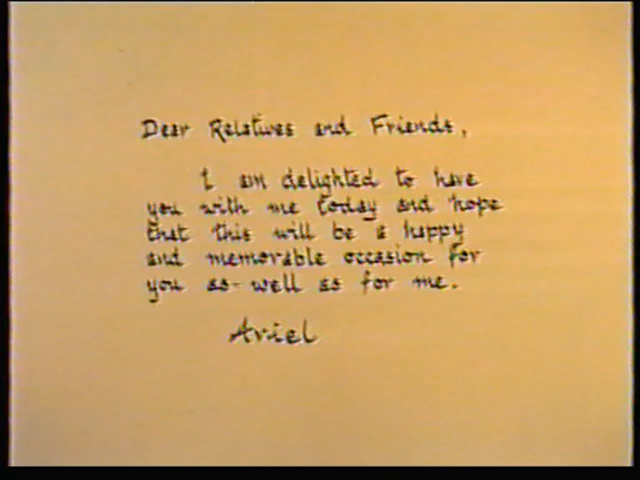 Dear Relatives and Friends,
I am delighted to have
you with me today and hope
that this will be a happy
and memorable occasion for
you as-well as for me.
Ariel